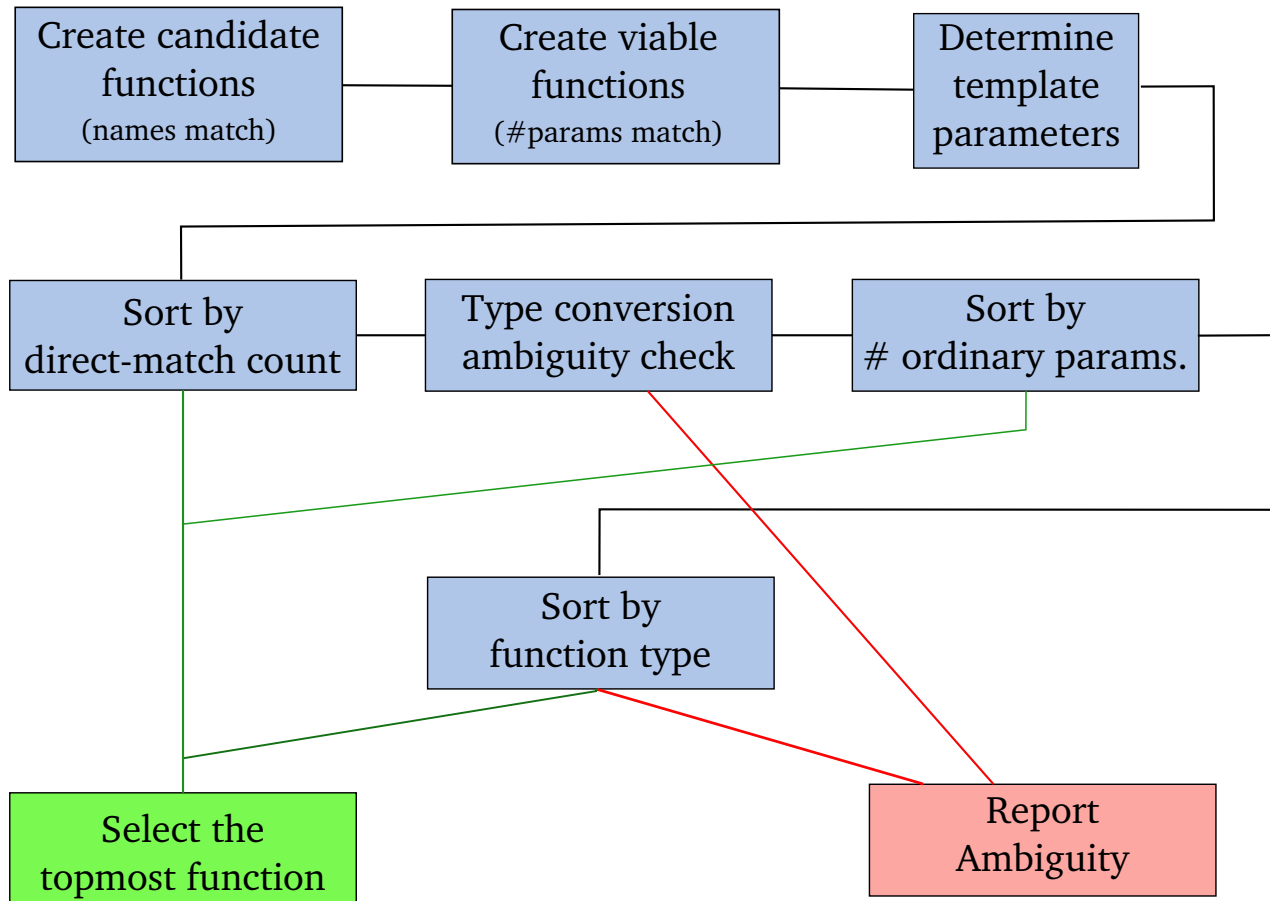 Create candidate
functions
(names match)
Create viable
functions
(#params match)
Determine
template
parameters
Sort by
direct-match count
Type conversion
ambiguity check
Sort by
# ordinary params.
Sort by
function type
Select the
topmost function
Report
Ambiguity